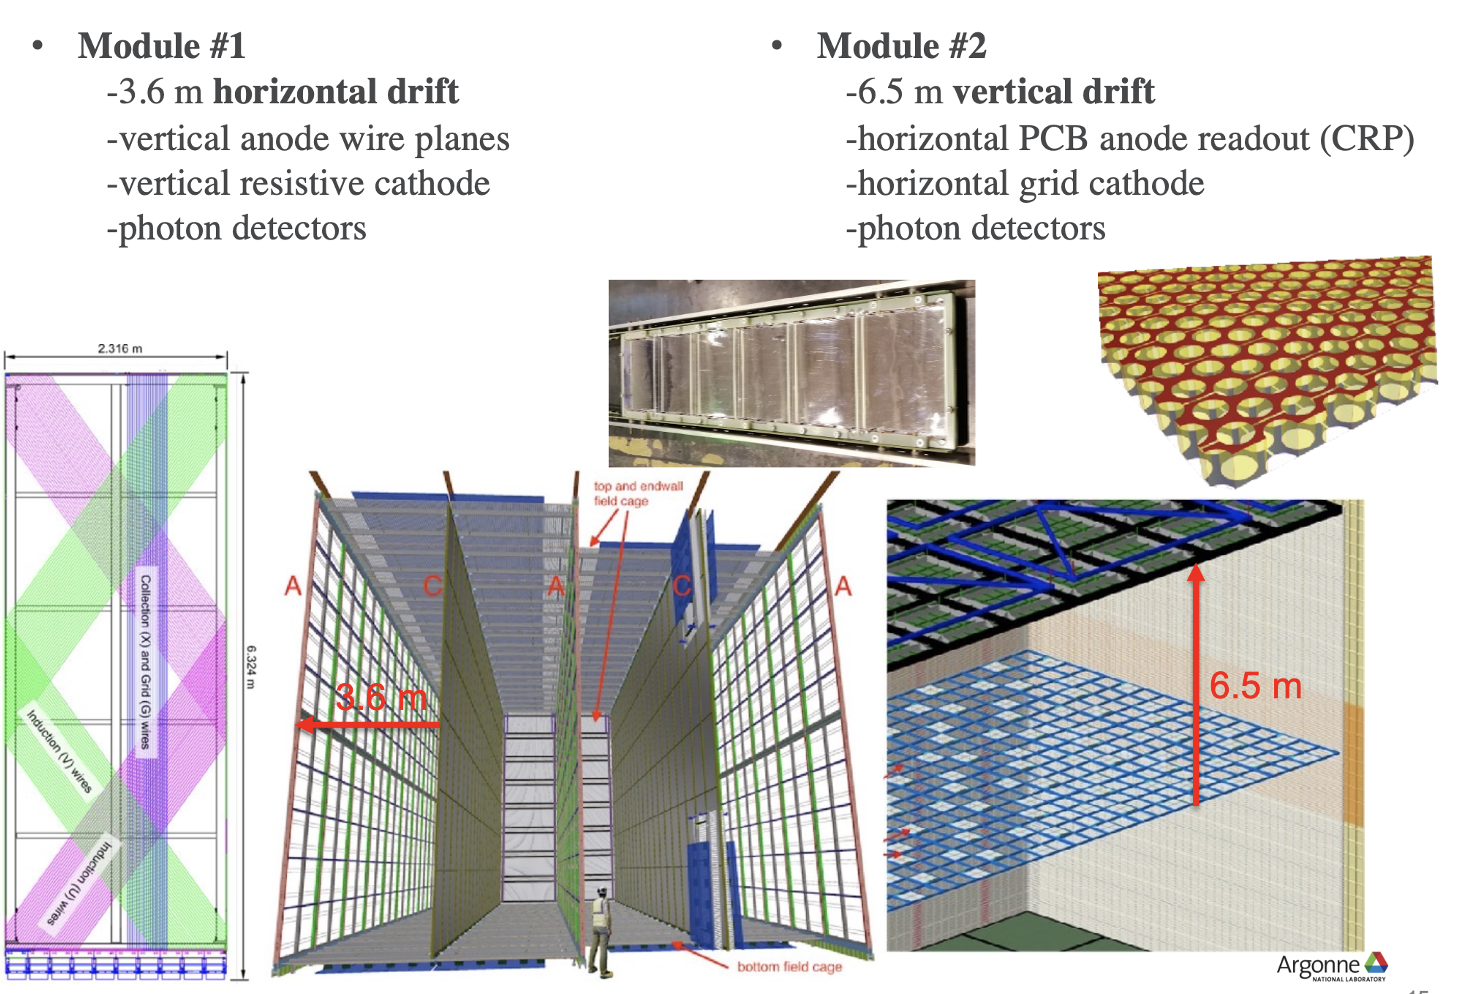 • Module #1
-3.6 m horizontal drift
-vertical anode wire planes
-vertical resistive cathode
-photon detectors
• Module #2
-6.5 m vertical drift
-horizontal PCB anode readout (CRP)
-horizontal grid cathode
-photon detectors
2.316 m
6.324 m
Collection (X) and Grid (G) wires
Induction (V) wires
Induction (U) wires
top and endwall
field cage
A
C
A
C
A
3.6 m
bottom field cage
6.5 m
Argonne
NATIONAL LABORATORY